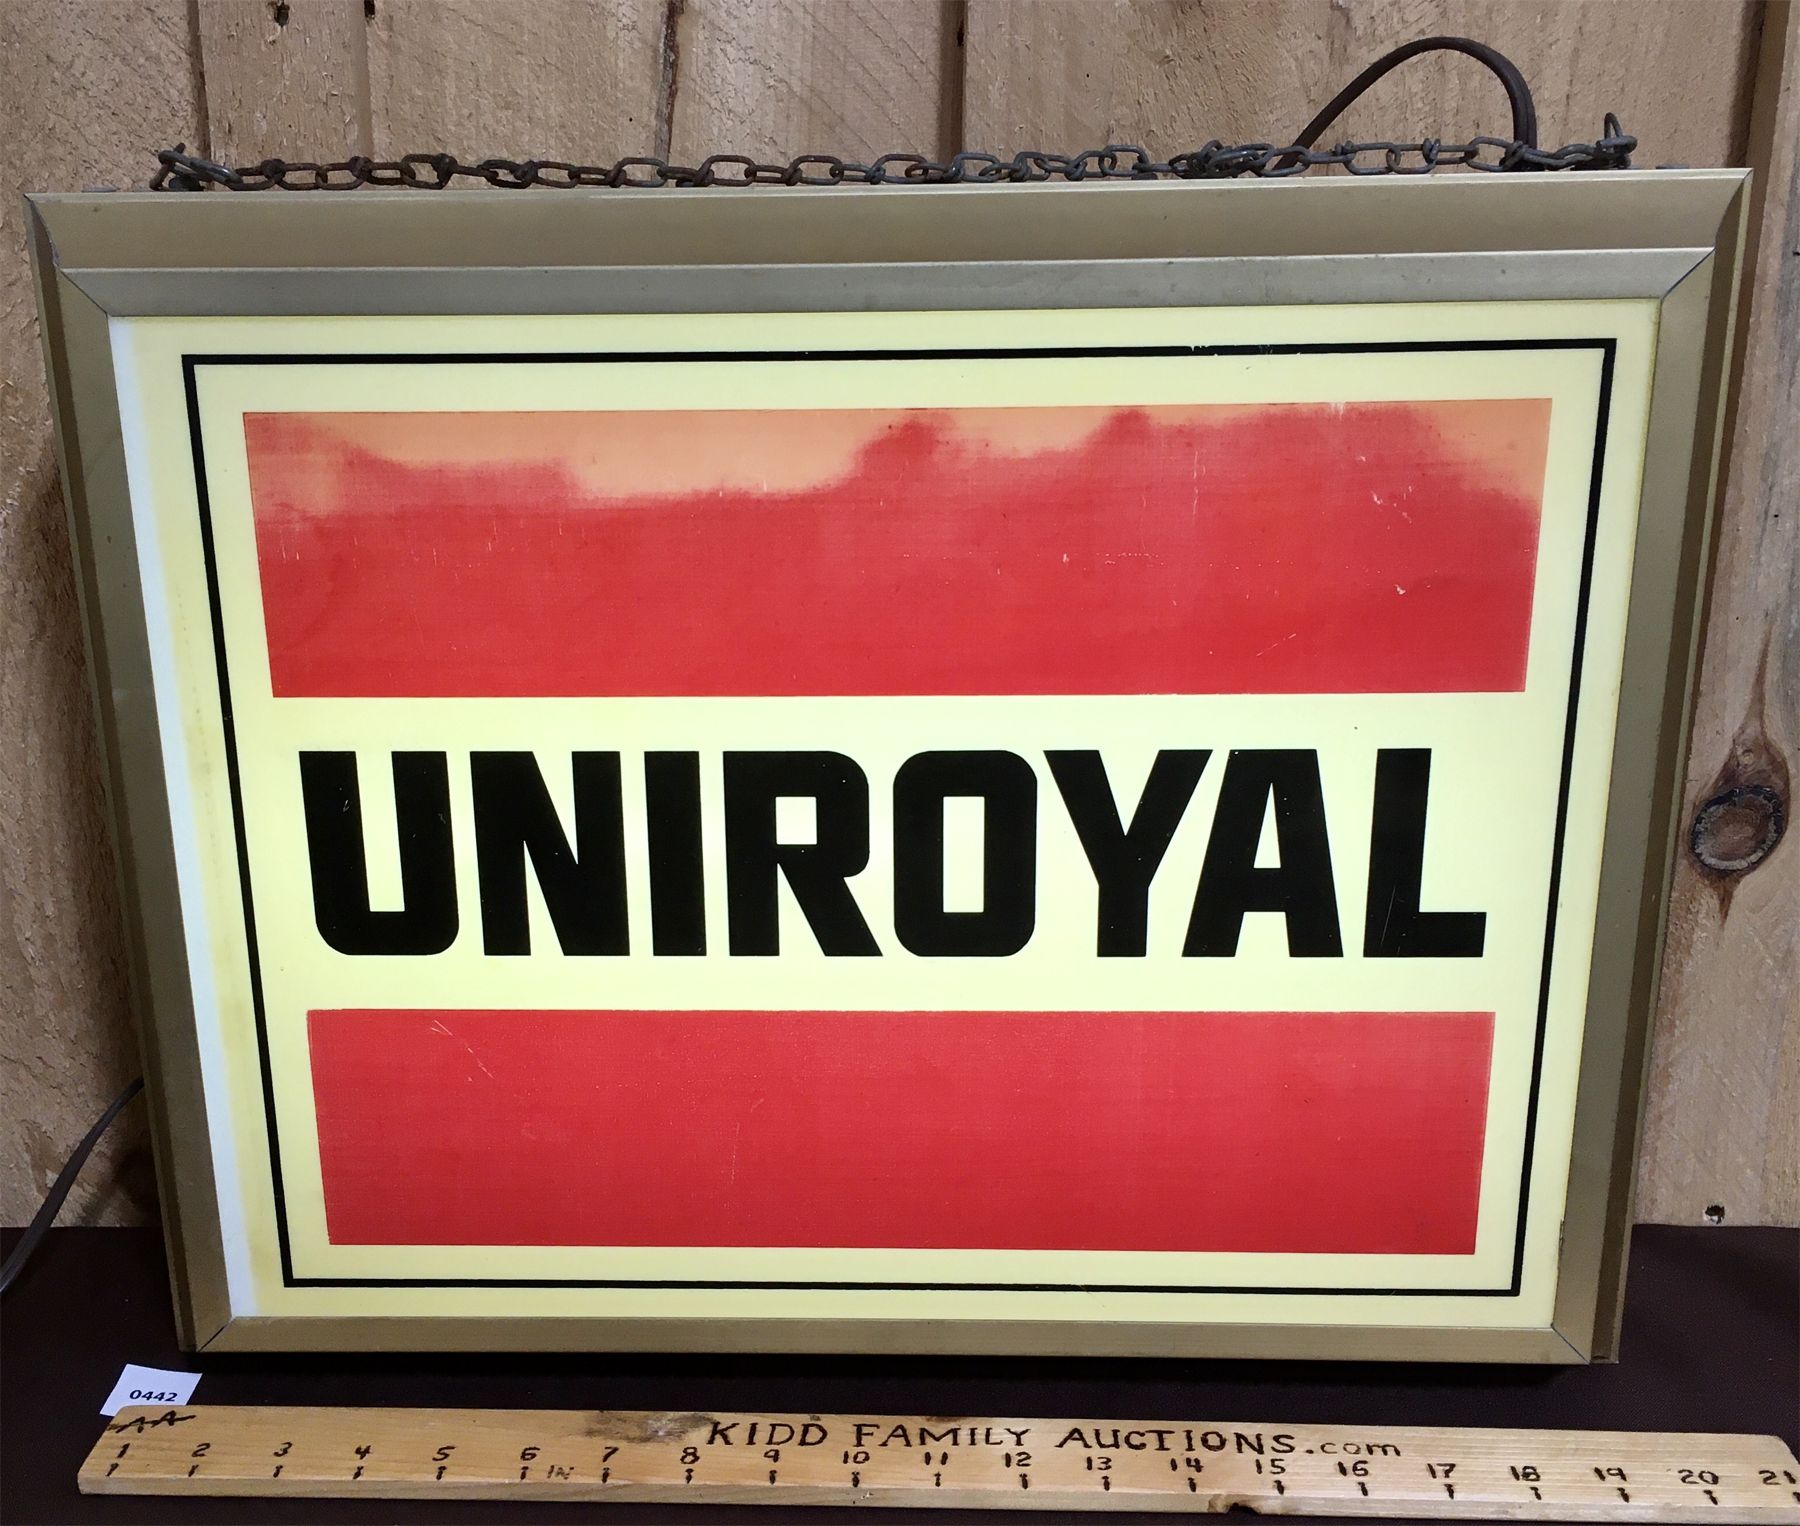 UNIROYAL
0442
AA
KIDD FAMILY AUCTIONS.com
1 2 3 4 5 6 IN 7 8 9 10 11 12 13 14 15 16 17 18 19 20 21